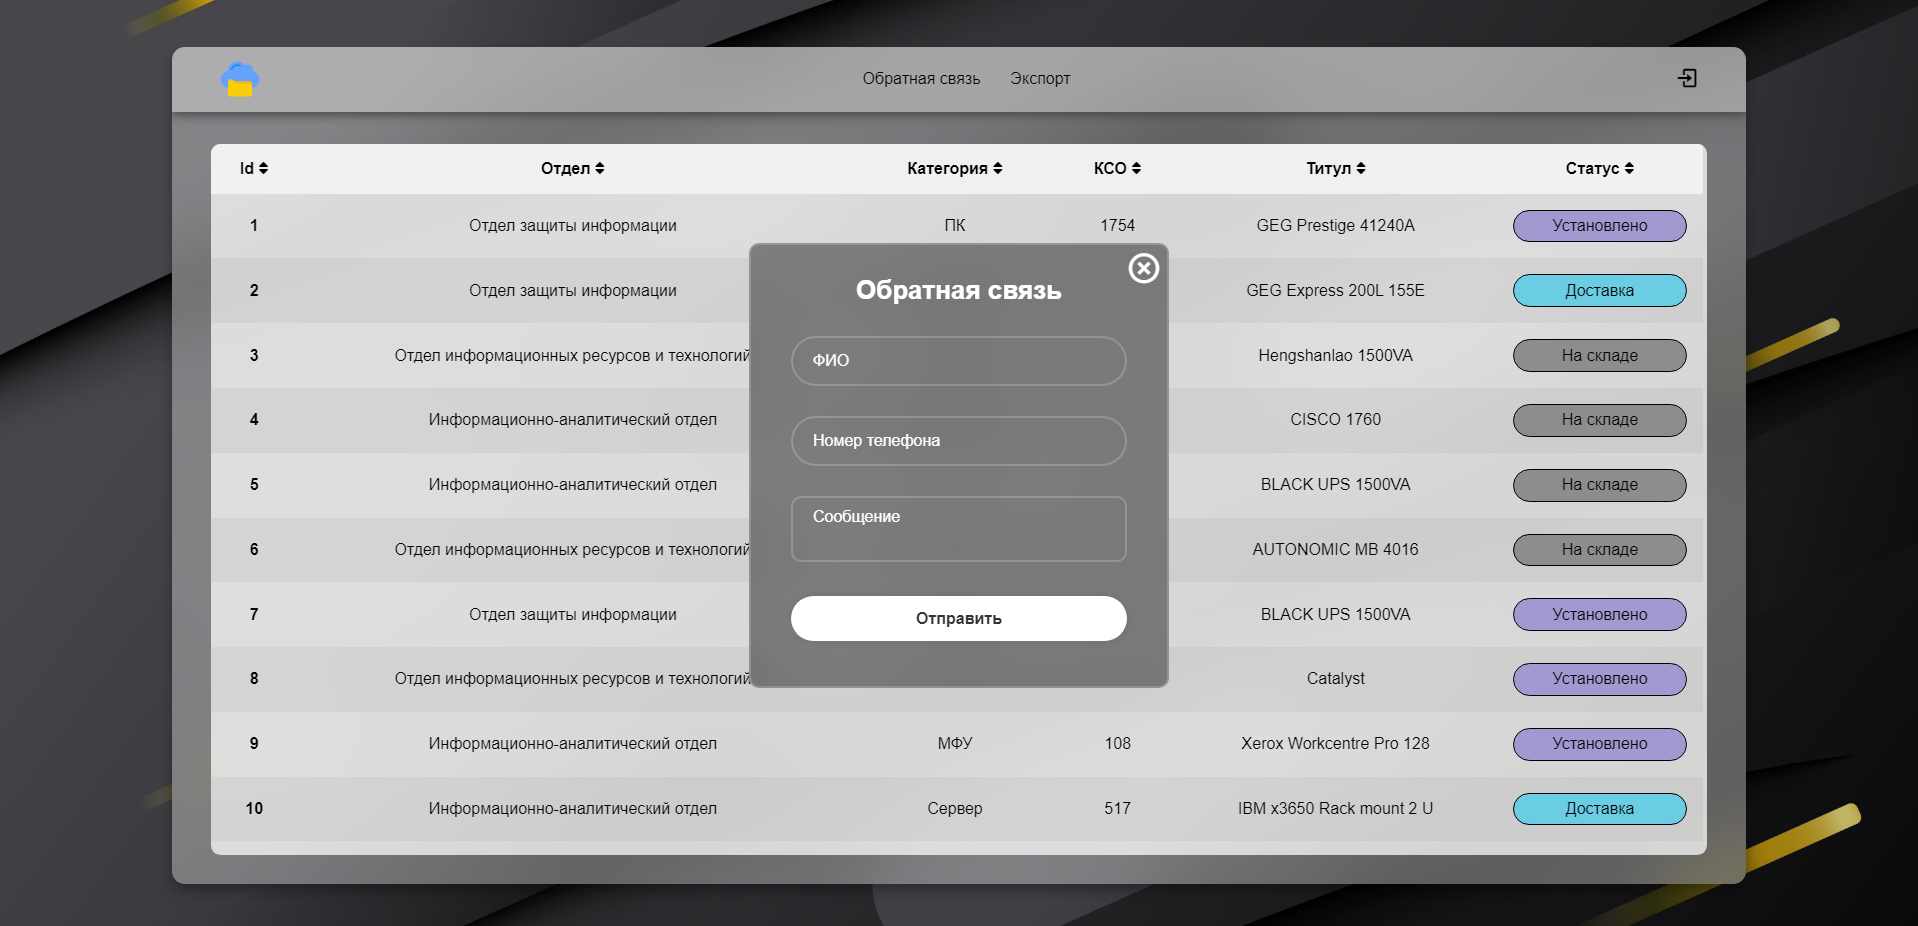 Обратная связь Экспорт
Id Отдел Категория КСО Титул Статус
1 Отдел защиты информации ПК 1754 GEG Prestige 41240A Установлено
2 Отдел защиты информации GEG Express 200L 155E Доставка
3 Отдел информационных ресурсов и технологий Hengshanlao 1500VA На складе
4 Информационно-аналитический отдел CISCO 1760 На складе
5 Информационно-аналитический отдел BLACK UPS 1500VA На складе
6 Отдел информационных ресурсов и технологий AUTONOMIC MB 4016 На складе
7 Отдел защиты информации BLACK UPS 1500VA Установлено
8 Отдел информационных ресурсов и технологий Catalyst Установлено
9 Информационно-аналитический отдел МФУ 108 Xerox Workcentre Pro 128 Установлено
10 Информационно-аналитический отдел Сервер 517 IBM x3650 Rack mount 2 U Доставка
Обратная связь
ФИО
Номер телефона
Сообщение
Отправить